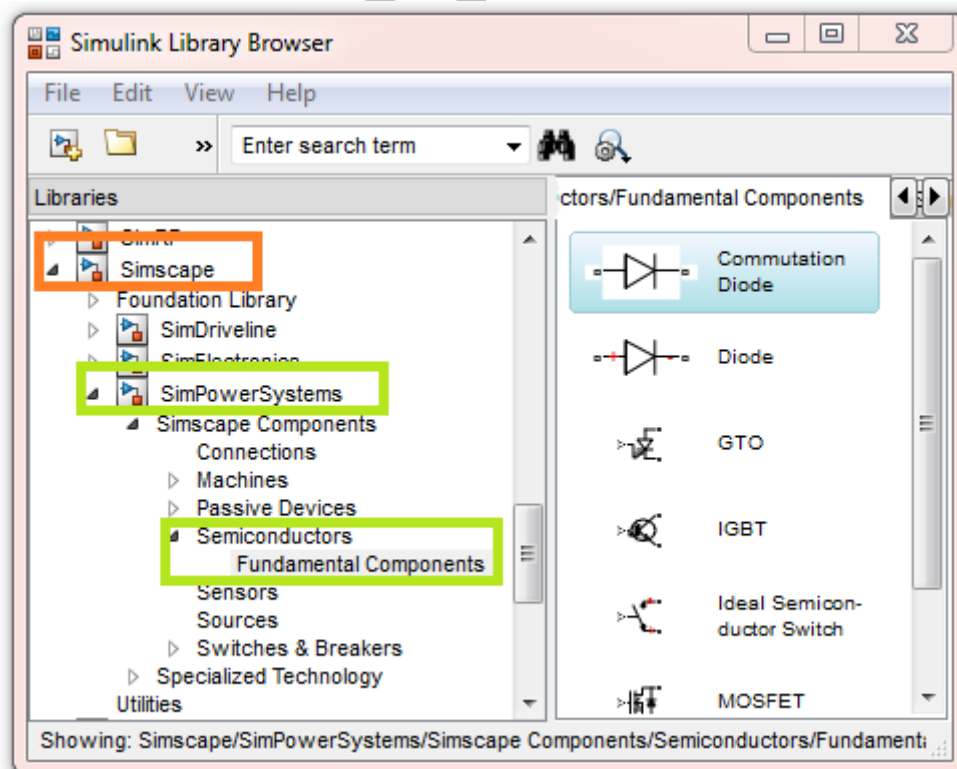 Simulink Library Browser
File Edit View Help
» Enter search term
Libraries
ctors/Fundamental Components
Simscape
Foundation Library
SimDriveline
SimElectronics
SimPowerSystems
Simscape Components
Connections
Machines
Passive Devices
Semiconductors
Fundamental Components
Sensors
Sources
Switches & Breakers
Specialized Technology
Utilities
Commutation
Diode
Diode
GTO
IGBT
Ideal Semicon-
ductor Switch
MOSFET
Showing: Simscape/SimPowerSystems/Simscape Components/Semiconductors/Fundament